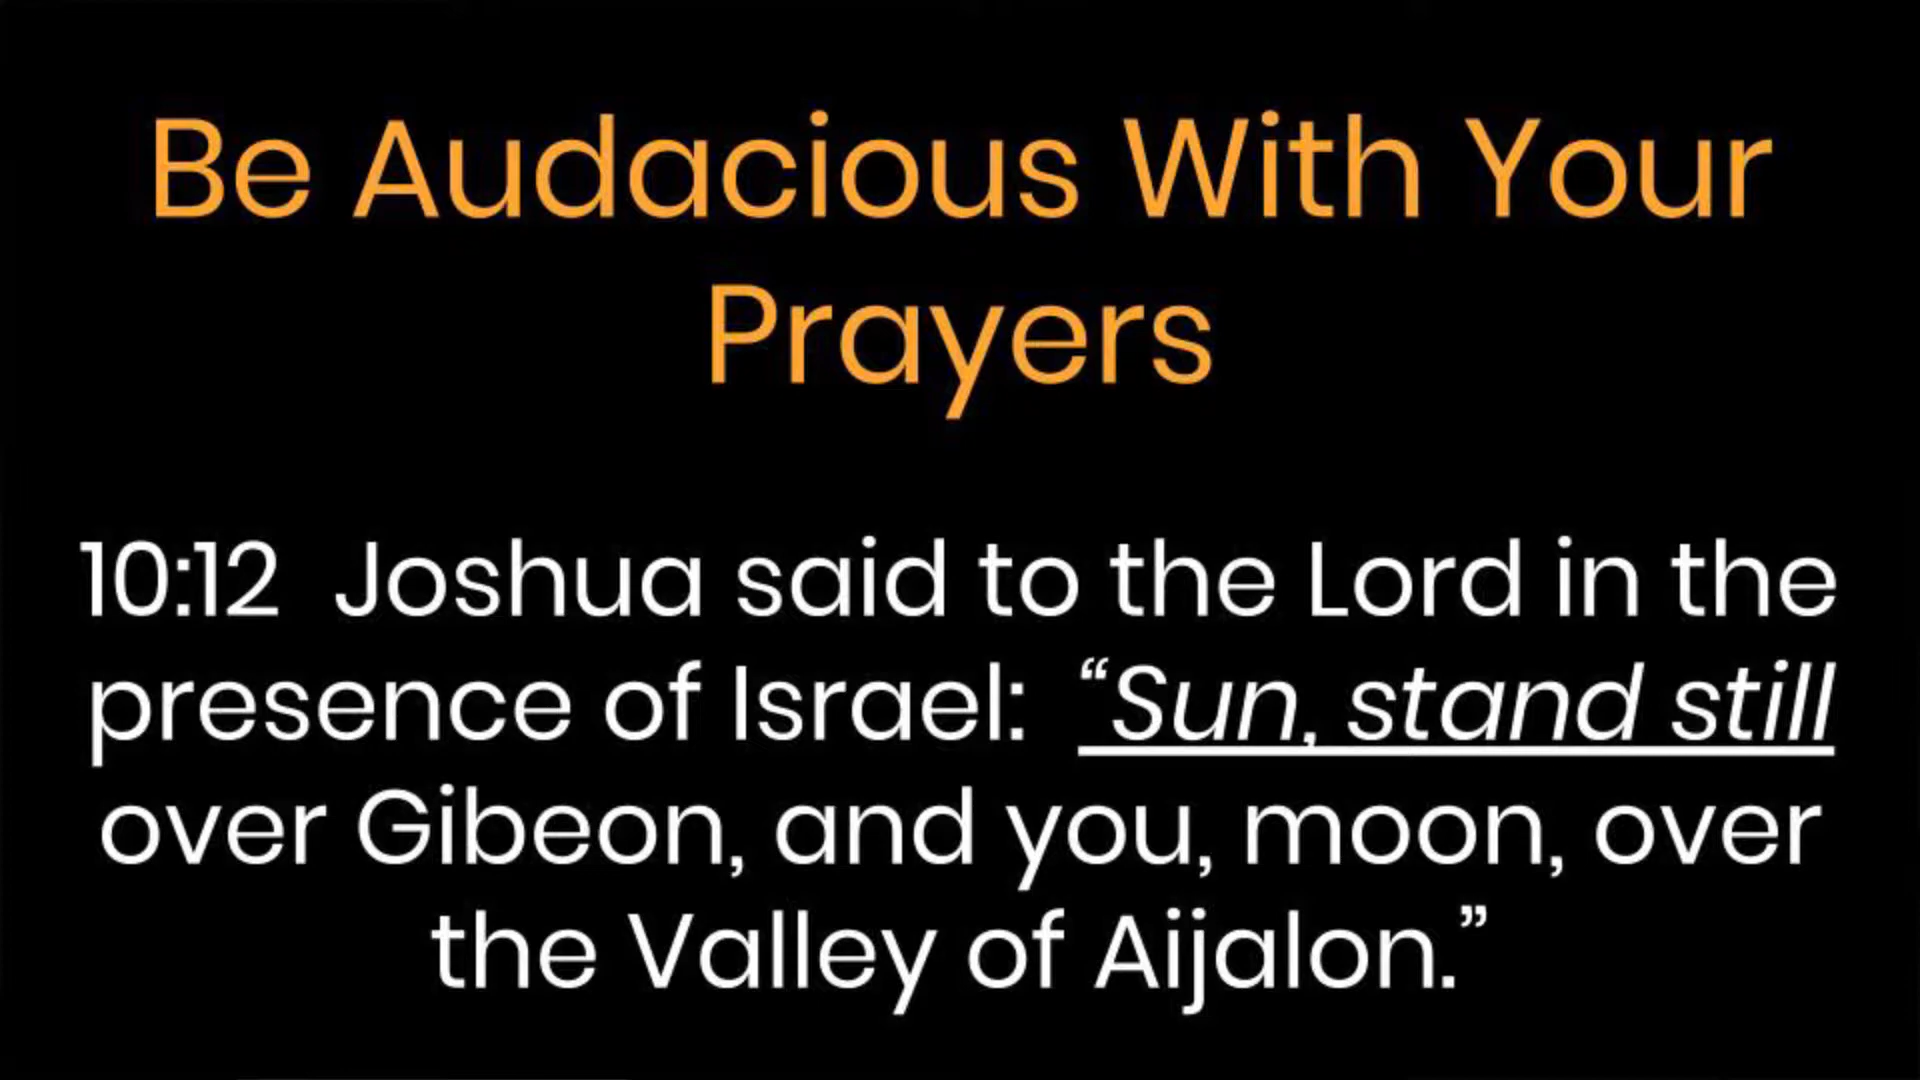 Be Audacious With Your
Prayers
10:12 Joshua said to the Lord in the
presence of Israel: “Sun, stand still
over Gibeon, and you, moon, over
the Valley of Aijalon.”